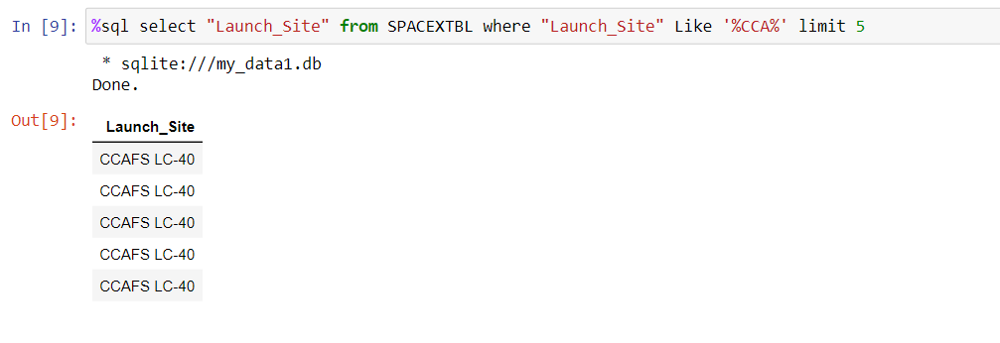 In [9]: %sql select "Launch_Site" from SPACEXTBL where "Launch_Site" Like '%CCA%' limit 5
* sqlite:///my_data1.db
Done.
Out[9]:
Launch_Site
CCAFS LC-40
CCAFS LC-40
CCAFS LC-40
CCAFS LC-40
CCAFS LC-40